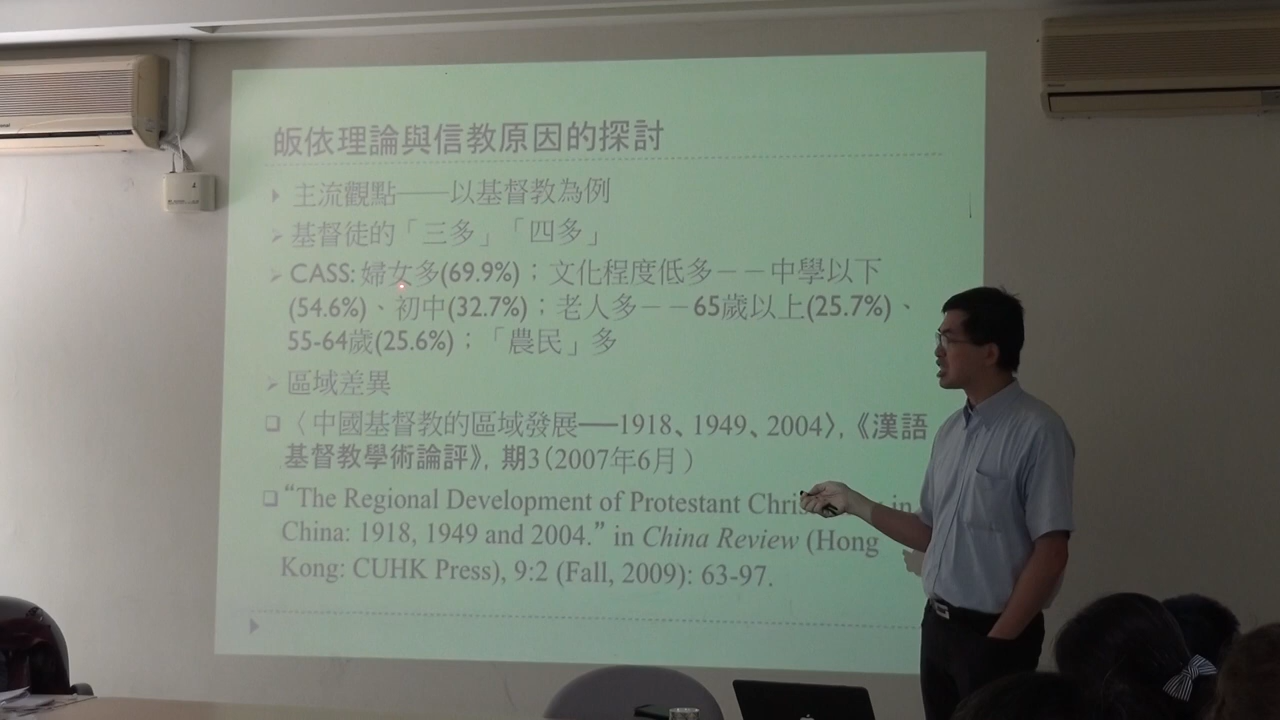 皈依理論與信教原因的探討
主流觀點——以基督教為例
基督徒的「三多」「四多」
CASS: 婦女多(69.9%)；文化程度低多－－中學以下
(54.6%)、初中(32.7%)；老人多－－65歲以上(25.7%)、
55-64歲(25.6%)；「農民」多
區域差異
〈中國基督教的區域發展──1918、1949、2004〉,《漢語
基督教學術論評》, 期3（2007年6月）
“The Regional Development of Protestant in
China: 1918, 1949 and 2004.” in China Review (Hong
Kong: CUHK Press), 9:2 (Fall, 2009): 63-97.